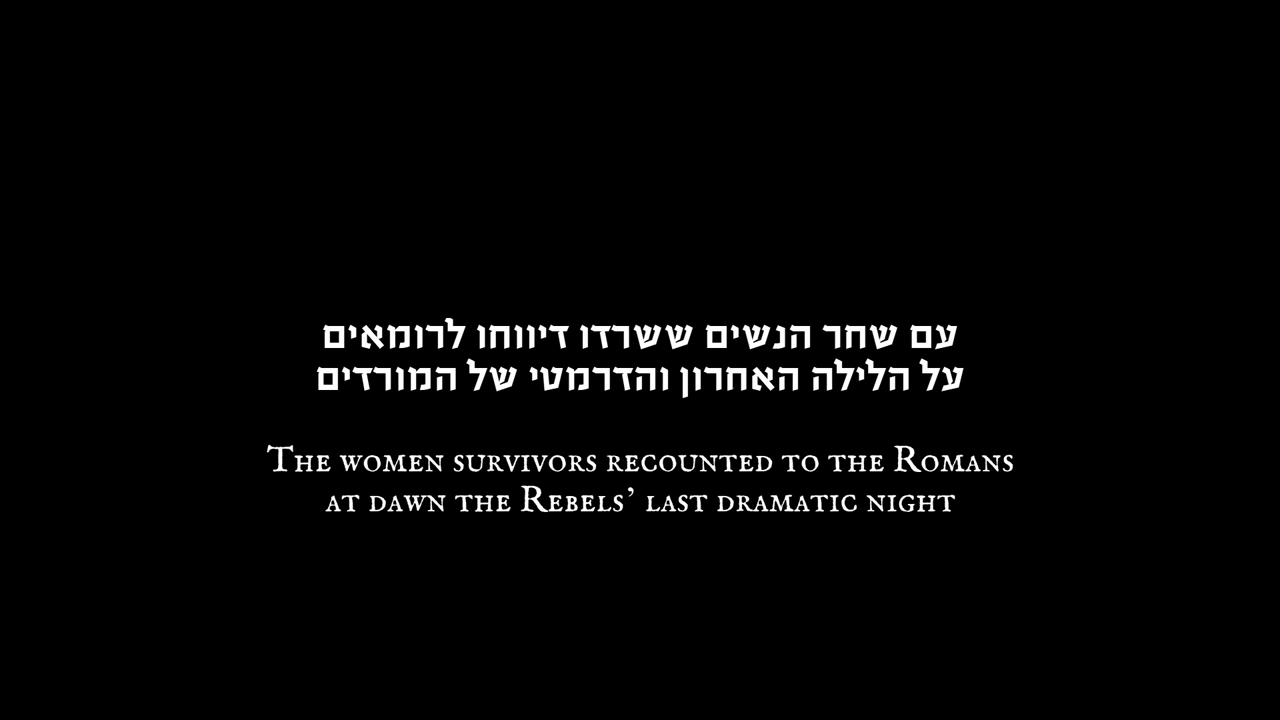 עם שחר הנשים ששרדו דיווחו לרומאים
על הלילה האחרון והדרמטי של המורדים
The women survivors recounted to the Romans
at dawn the Rebels’ last dramatic night